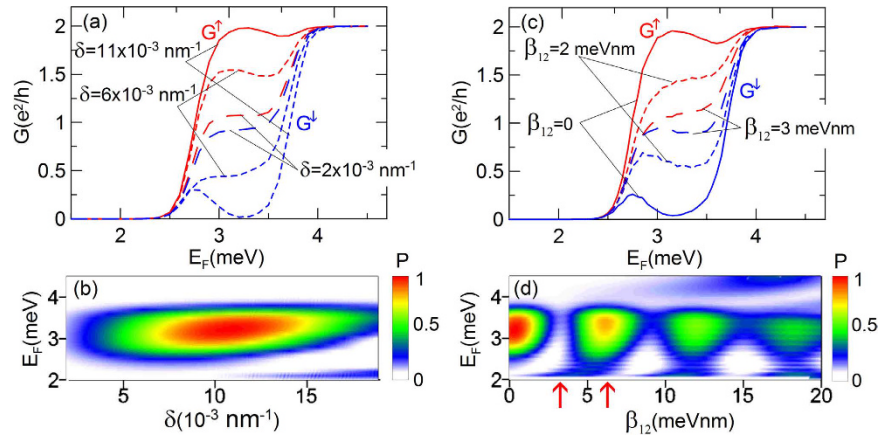 (a)
G↑
δ=11x10⁻³ nm⁻¹
δ=6x10⁻³ nm⁻¹
G↓
δ=2x10⁻³ nm⁻¹
G(e²/h)
2
1.5
1
0.5
0
2
3
4
E_F(meV)
(c)
G↑
β₁₂=2 meVnm
G↓
β₁₂=0
β₁₂=3 meVnm
G(e²/h)
2
1.5
1
0.5
0
2
3
4
E_F(meV)
(b)
E_F(meV)
4
3
2
5
10
15
δ(10⁻³ nm⁻¹)
P
1
0.5
0
(d)
E_F(meV)
4
3
2
0
5
10
15
20
β₁₂(meVnm)
P
1
0.5
0